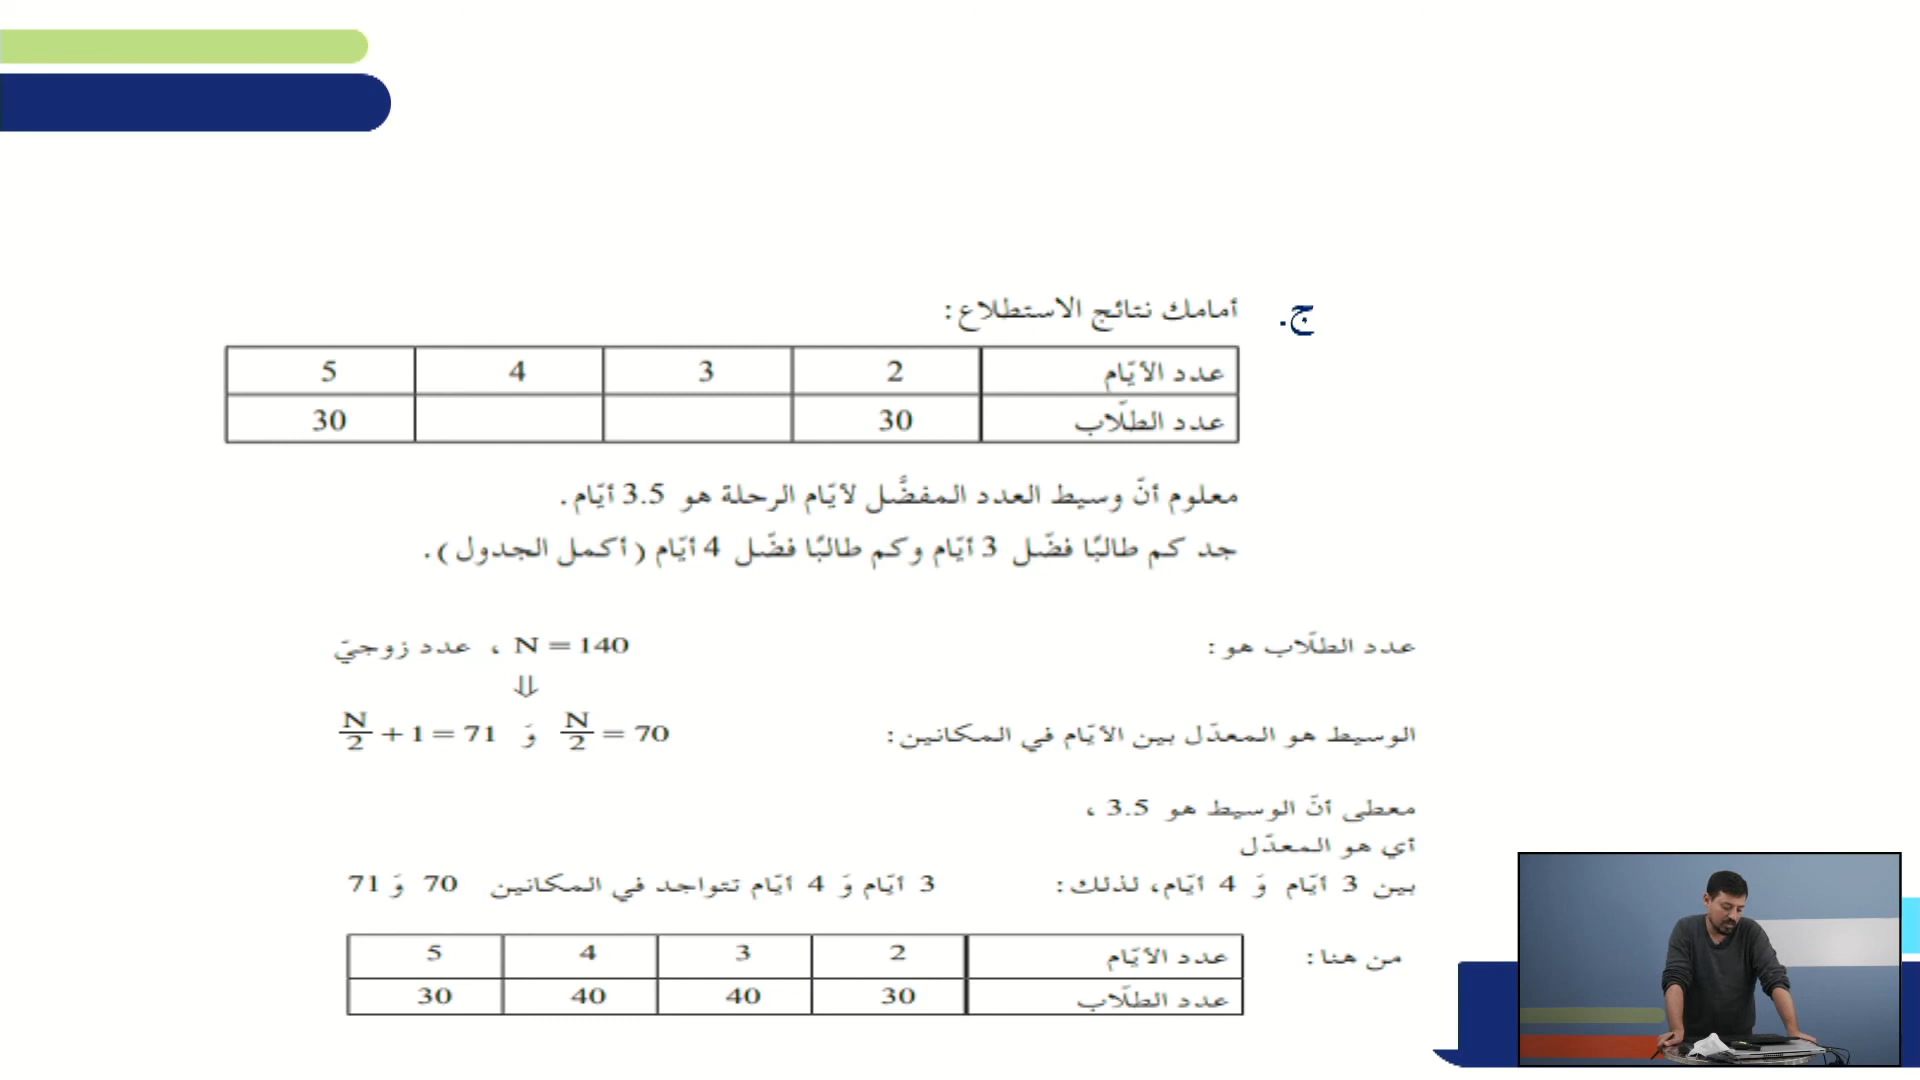 ج. أمامك نتائج الاستطلاع:
عدد الأيّام 2 3 4 5
عدد الطلّاب 30 30
معلوم أنّ وسيط العدد المفضَّل لأيّام الرحلة هو 3.5 أيّام.
جد كم طالبًا فضّل 3 أيّام وكم طالبًا فضّل 4 أيّام (أكمل الجدول).
عدد الطلّاب هو: N = 140 ، عدد زوجيّ
⇓
الوسيط هو المعدّل بين الأيّام في المكانين: N/2 = 70 وَ N/2 + 1 = 71
معطى أنّ الوسيط هو 3.5 ،
أي هو المعدّل
بين 3 أيّام وَ 4 أيّام، لذلك: 3 أيّام وَ 4 أيّام تتواجد في المكانين 70 وَ 71
من هنا: عدد الأيّام 2 3 4 5
عدد الطلّاب 30 40 40 30